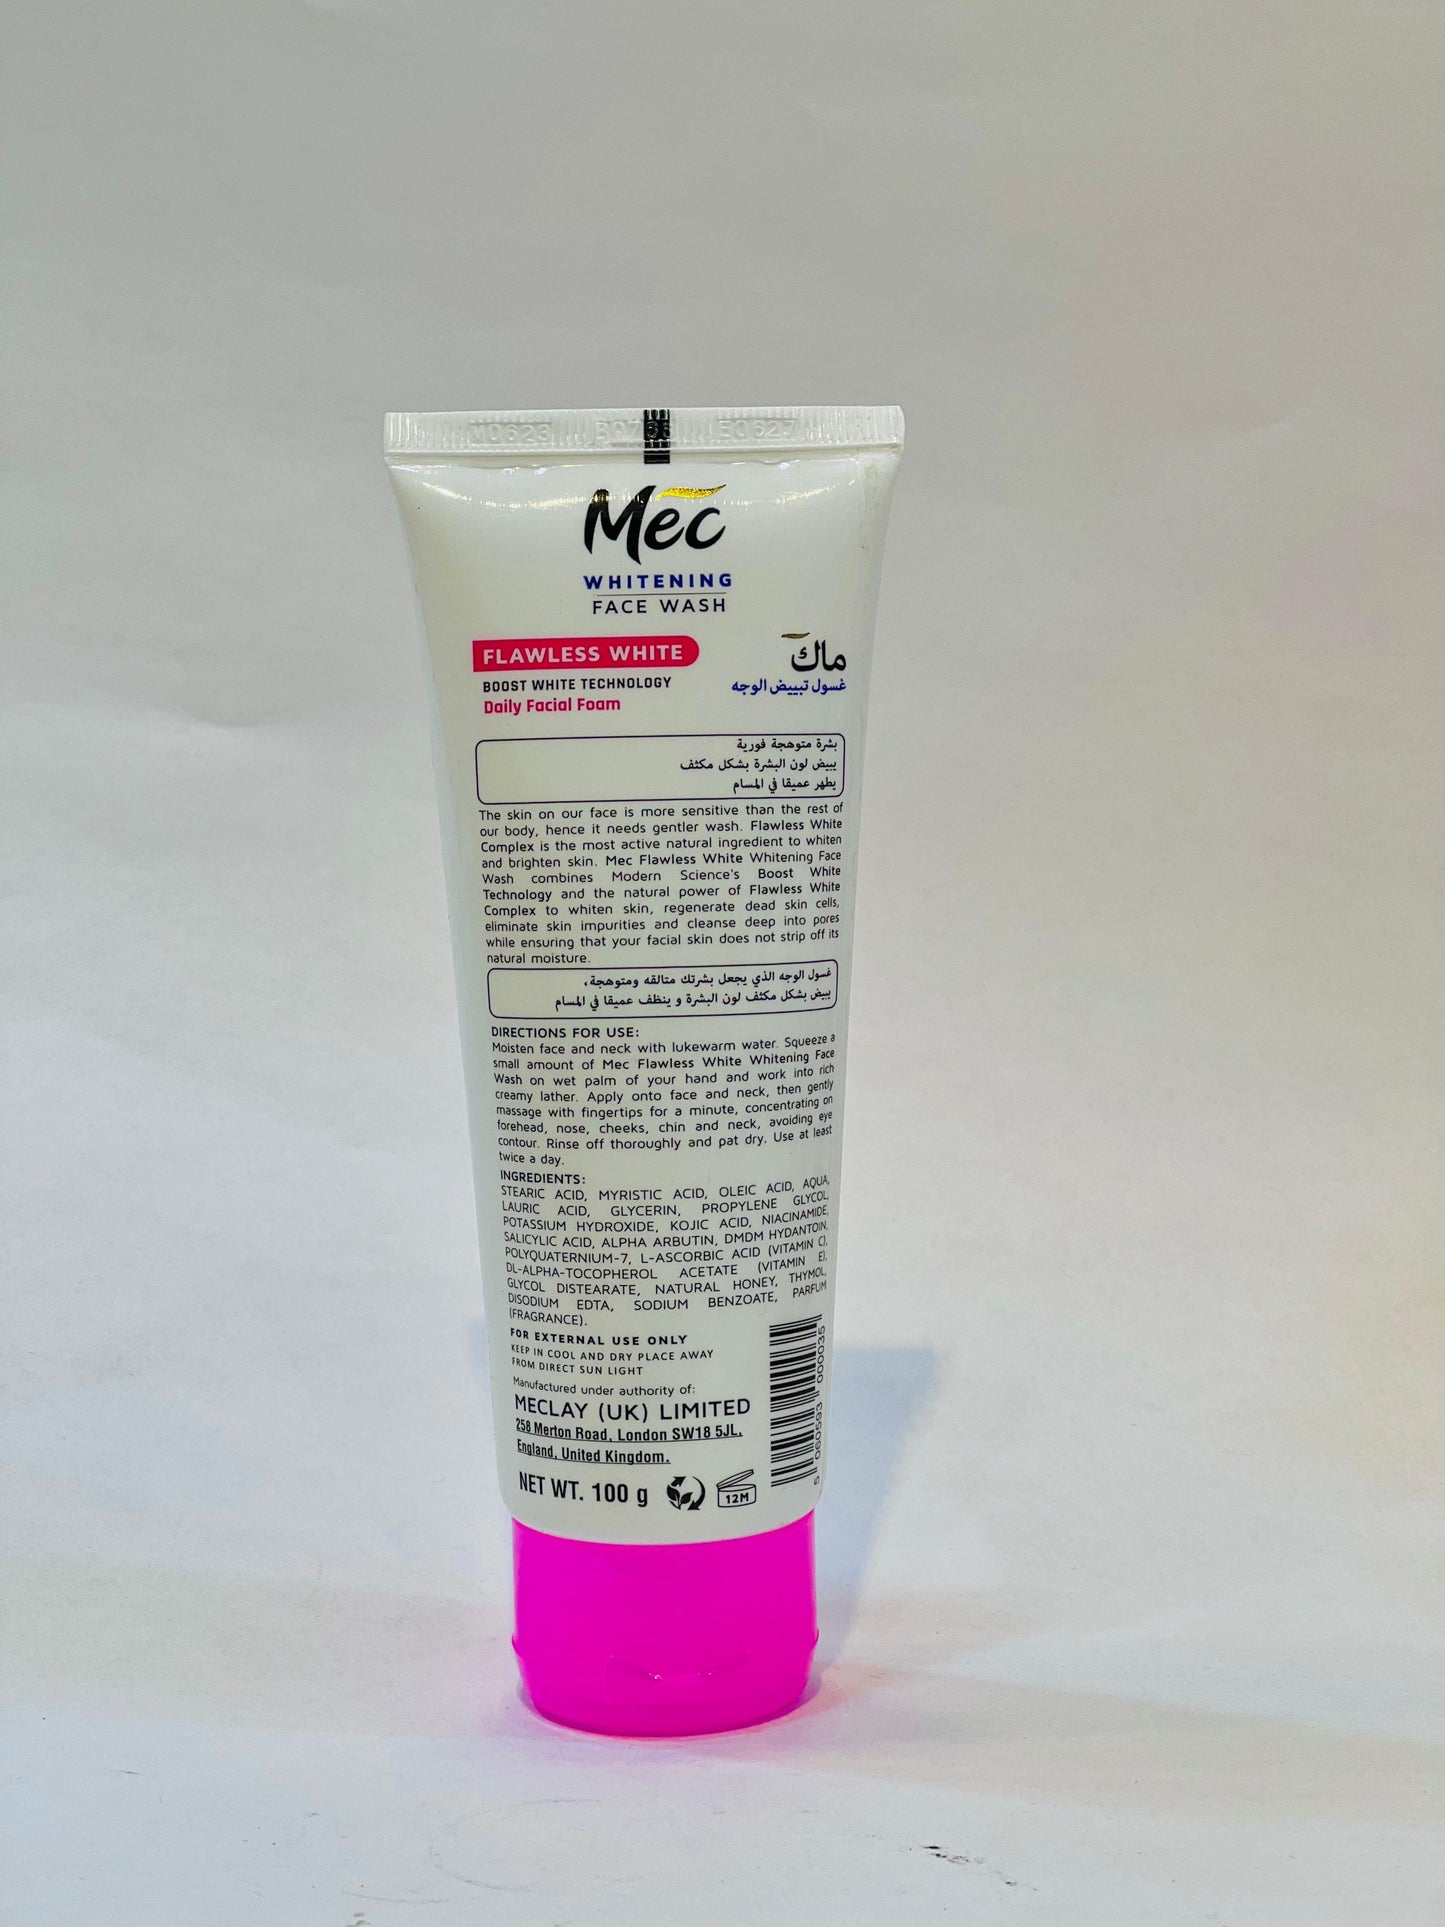 M0623 B0736 E0627
Mec
WHITENING
FACE WASH
FLAWLESS WHITE
BOOST WHITE TECHNOLOGY
Daily Facial Foam
ماك
غسول تبييض الوجه
بشرة متوهجة فورية
يبيض لون البشرة بشكل مكثف
يطهر عميقا في المسام
The skin on our face is more sensitive than the rest of
our body, hence it needs gentler wash. Flawless White
Complex is the most active natural ingredient to whiten
and brighten skin. Mec Flawless White Whitening Face
Wash combines Modern Science's Boost White
Technology and the natural power of Flawless White
Complex to whiten skin, regenerate dead skin cells,
eliminate skin impurities and cleanse deep into pores
while ensuring that your facial skin does not strip off its
natural moisture.
غسول الوجه الذي يجعل بشرتك متالقه ومتوهجة،
يبيض بشكل مكثف لون البشرة و ينظف عميقا في المسام
DIRECTIONS FOR USE:
Moisten face and neck with lukewarm water. Squeeze a
small amount of Mec Flawless White Whitening Face
Wash on wet palm of your hand and work into rich
creamy lather. Apply onto face and neck, then gently
massage with fingertips for a minute, concentrating on
forehead, nose, cheeks, chin and neck, avoiding eye
contour. Rinse off thoroughly and pat dry. Use at least
twice a day.
INGREDIENTS:
STEARIC ACID, MYRISTIC ACID, OLEIC ACID, AQUA,
LAURIC ACID, GLYCERIN, PROPYLENE GLYCOL,
POTASSIUM HYDROXIDE, KOJIC ACID, NIACINAMIDE,
SALICYLIC ACID, ALPHA ARBUTIN, DMDM HYDANTOIN,
POLYQUATERNIUM-7, L-ASCORBIC ACID (VITAMIN C),
DL-ALPHA-TOCOPHEROL ACETATE (VITAMIN E),
GLYCOL DISTEARATE, NATURAL HONEY, THYMOL,
DISODIUM EDTA, SODIUM BENZOATE, PARFUM
(FRAGRANCE).
FOR EXTERNAL USE ONLY
KEEP IN COOL AND DRY PLACE AWAY
FROM DIRECT SUN LIGHT
Manufactured under authority of:
MECLAY (UK) LIMITED
258 Merton Road, London SW18 5JL,
England, United Kingdom.
NET WT. 100 g
12M
5 060593 000035